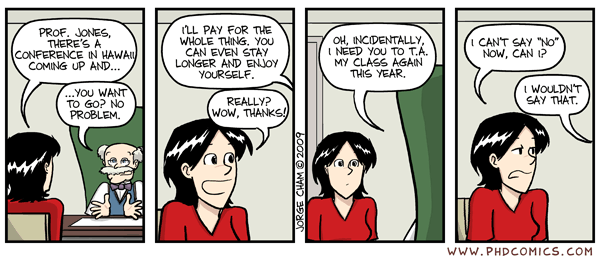 PROF. JONES,
THERE'S A
CONFERENCE IN HAWAII
COMING UP AND...
...YOU WANT
TO GO? NO
PROBLEM.
I'LL PAY FOR THE
WHOLE THING. YOU
CAN EVEN STAY
LONGER AND ENJOY
YOURSELF.
REALLY?
WOW, THANKS!
JORGE CHAM © 2009
OH, INCIDENTALLY,
I NEED YOU TO T.A.
MY CLASS AGAIN
THIS YEAR.
I CAN'T SAY "NO"
NOW, CAN I?
I WOULDN'T
SAY THAT.
WWW.PHDCOMICS.COM